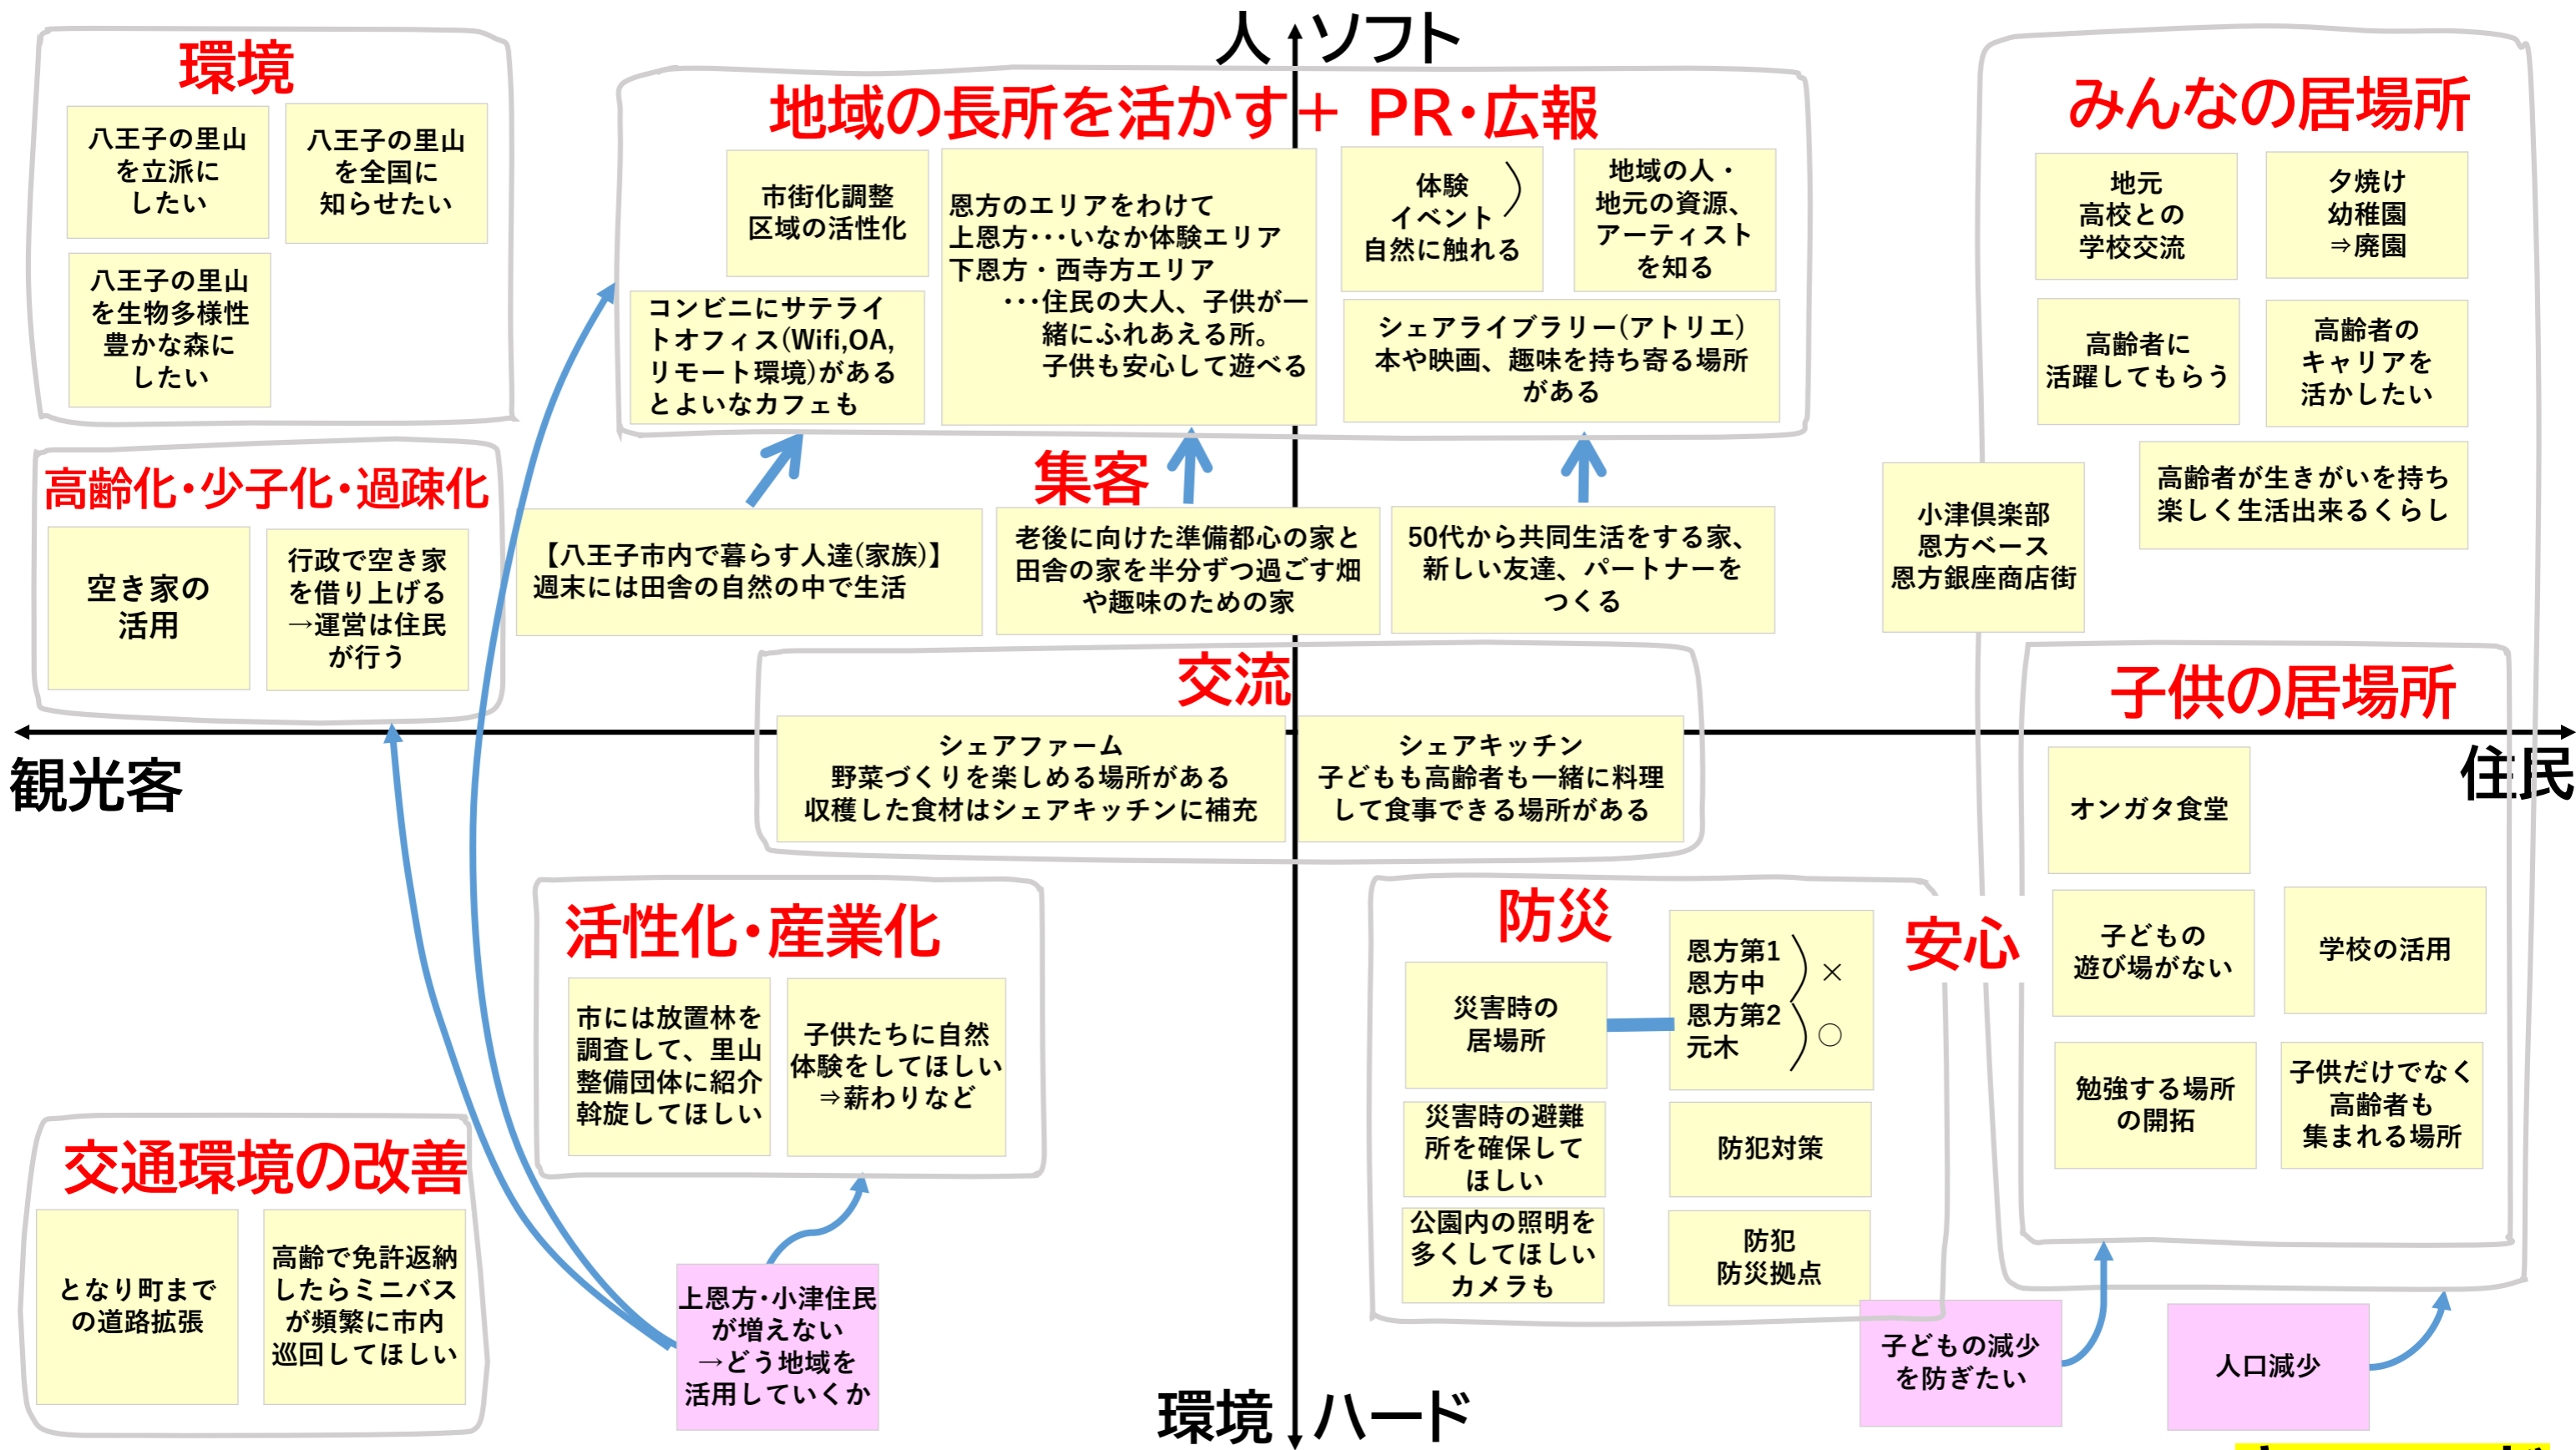 人 ソフト
環境
八王子の里山
を立派に
したい
八王子の里山
を全国に
知らせたい
八王子の里山
を生物多様性
豊かな森に
したい
地域の長所を活かす+ PR・広報
市街化調整
区域の活性化
恩方のエリアをわけて
上恩方・・・いなか体験エリア
下恩方・西寺方エリア
・・・住民の大人、子供が一
緒にふれあえる所。
子供も安心して遊べる
体験
イベント
自然に触れる
地域の人・
地元の資源、
アーティスト
を知る
コンビニにサテライ
トオフィス(Wifi,OA,
リモート環境)がある
とよいなカフェも
シェアライブラリー(アトリエ)
本や映画、趣味を持ち寄る場所
がある
みんなの居場所
地元
高校との
学校交流
夕焼け
幼稚園
⇒廃園
高齢者に
活躍してもらう
高齢者の
キャリアを
活かしたい
高齢者が生きがいを持ち
楽しく生活出来るくらし
小津倶楽部
恩方ベース
恩方銀座商店街
高齢化・少子化・過疎化
空き家の
活用
行政で空き家
を借り上げる
→運営は住民
が行う
集客
【八王子市内で暮らす人達(家族)】
週末には田舎の自然の中で生活
老後に向けた準備都心の家と
田舎の家を半分ずつ過ごす畑
や趣味のための家
50代から共同生活をする家、
新しい友達、パートナーを
つくる
交流
シェアファーム
野菜づくりを楽しめる場所がある
収穫した食材はシェアキッチンに補充
シェアキッチン
子どもも高齢者も一緒に料理
して食事できる場所がある
観光客
住民
子供の居場所
オンガタ食堂
子どもの
遊び場がない
学校の活用
勉強する場所
の開拓
子供だけでなく
高齢者も
集まれる場所
活性化・産業化
市には放置林を
調査して、里山
整備団体に紹介
斡旋してほしい
子供たちに自然
体験をしてほしい
⇒薪わりなど
防災
安心
災害時の
居場所
恩方第1
恩方中
×
恩方第2
元木
○
災害時の避難
所を確保して
ほしい
防犯対策
公園内の照明を
多くしてほしい
カメラも
防犯
防災拠点
交通環境の改善
となり町まで
の道路拡張
高齢で免許返納
したらミニバス
が頻繁に市内
巡回してほしい
上恩方・小津住民
が増えない
→どう地域を
活用していくか
子どもの減少
を防ぎたい
人口減少
環境 ハード